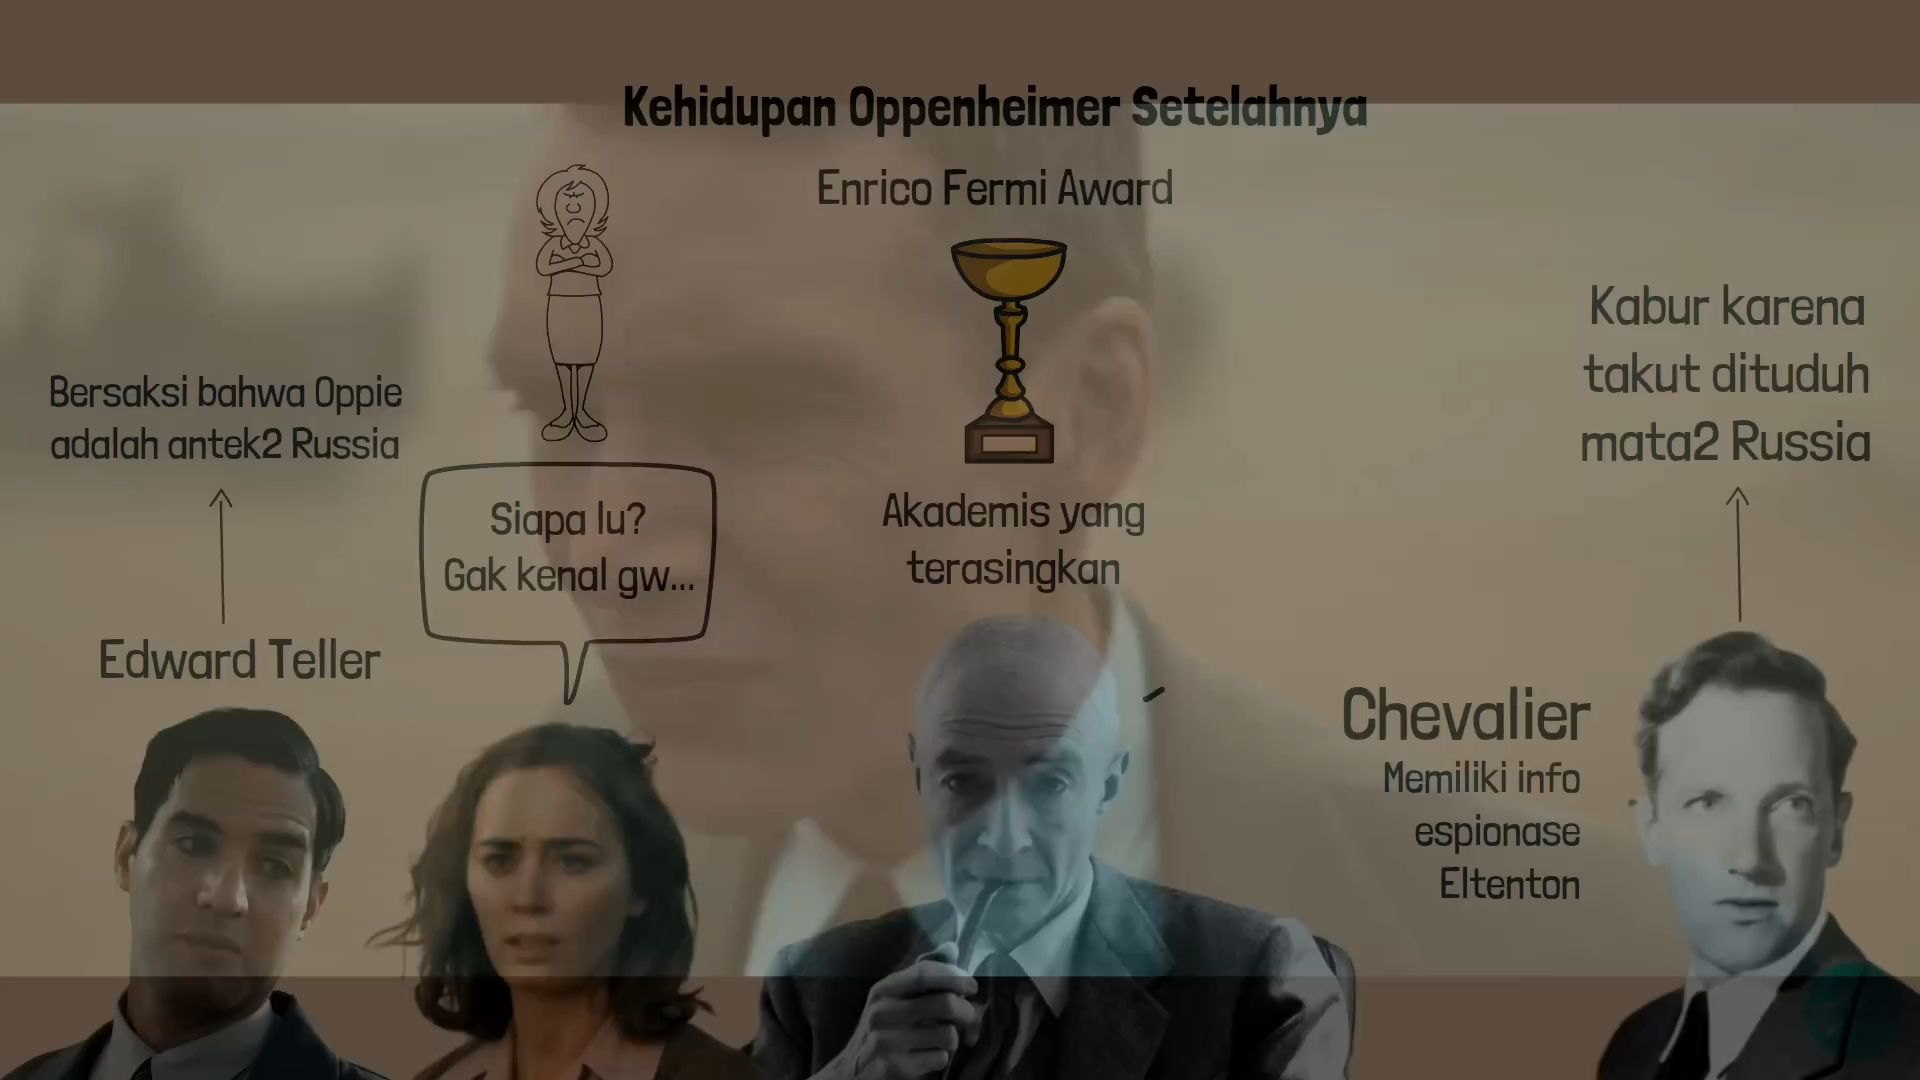 Kehidupan Oppenheimer Setelahnya
Enrico Fermi Award
Bersaksi bahwa Oppie
adalah antek2 Russia
Edward Teller
Siapa lu?
Gak kenal gw...
Akademis yang
terasingkan
Kabur karena
takut dituduh
mata2 Russia
Chevalier
Memiliki info
espionase
Eltenton